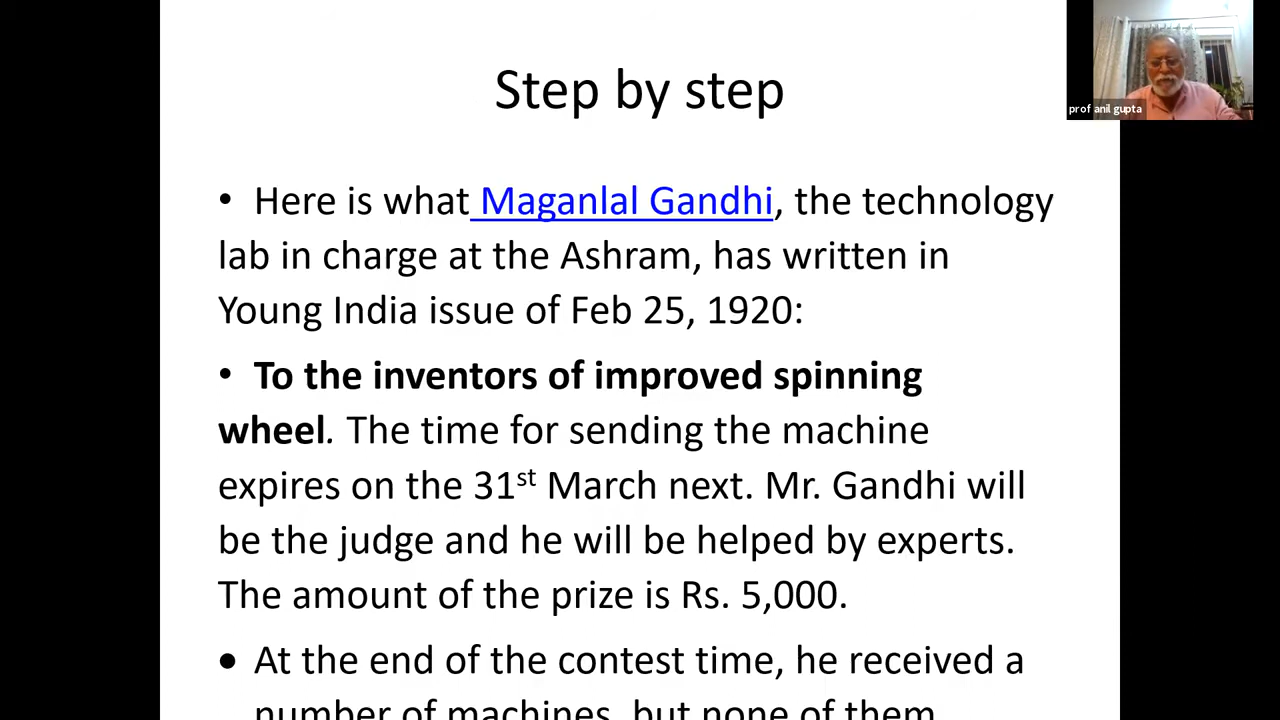 Step by step
prof anil gupta
• Here is what Maganlal Gandhi, the technology
lab in charge at the Ashram, has written in
Young India issue of Feb 25, 1920:
• To the inventors of improved spinning
wheel. The time for sending the machine
expires on the 31st March next. Mr. Gandhi will
be the judge and he will be helped by experts.
The amount of the prize is Rs. 5,000.
• At the end of the contest time, he received a
number of machines, but none of them